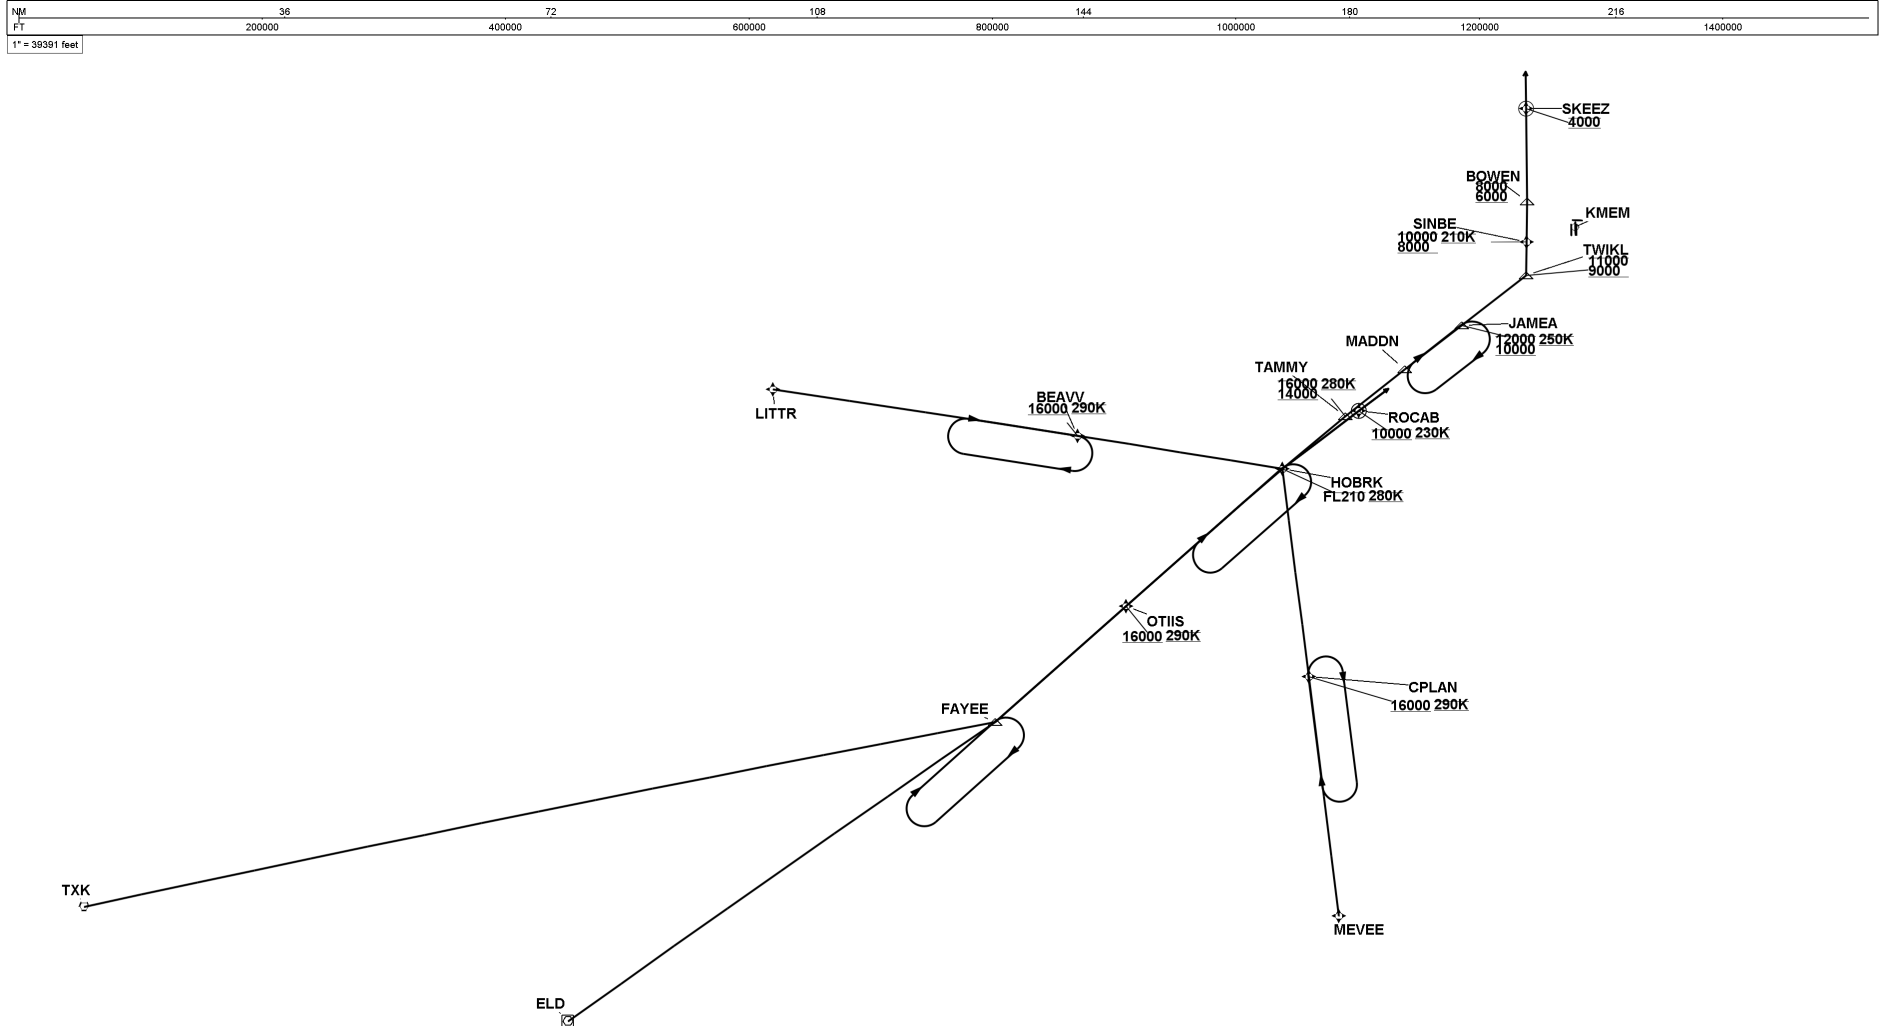 NM 36 72 108 144 180 216
FT 200000 400000 600000 800000 1000000 1200000 1400000
1" = 39391 feet
SKEEZ
4000
BOWEN
8000
6000
KMEM
SINBE
10000 210K
8000
TWIKL
11000
9000
JAMEA
12000 250K
10000
MADDN
TAMMY
16000 280K
14000
ROCAB
10000 230K
LITTR
BEAVV
16000 290K
HOBRK
FL210 280K
OTIIS
16000 290K
CPLAN
16000 290K
FAYEE
TXK
MEVEE
ELD